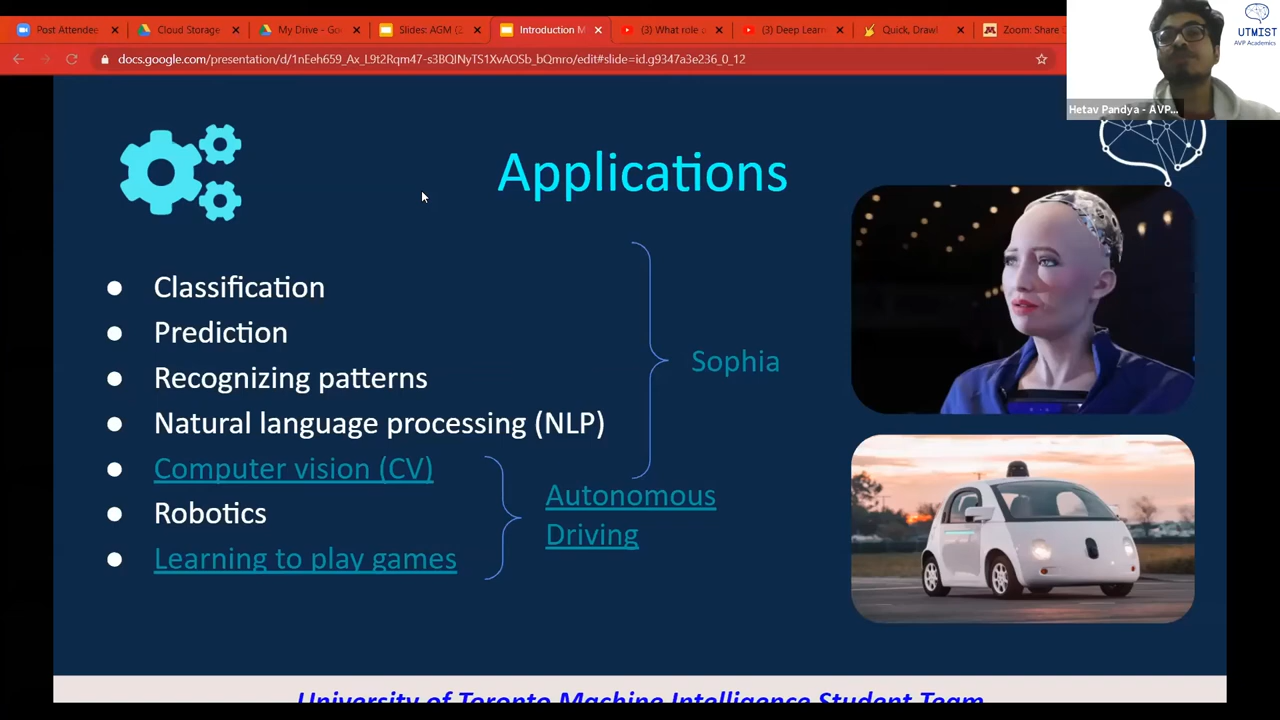 Post Attendee
Cloud Storage
My Drive - Go
Slides: AGM (2
Introduction M
(3) What role
(3) Deep Learn
Quick, Draw!
Zoom: Share
docs.google.com/presentation/d/1nEeh659_Ax_L9t2Rqm47-s3BQINyTS1XvAOSb_bQmro/edit#slide=id.g9347a3e236_0_12
UTMIST
AVP Academics
Hetav Pandya - AVP...
Applications
Classification
Prediction
Recognizing patterns
Natural language processing (NLP)
Computer vision (CV)
Robotics
Learning to play games
Sophia
Autonomous
Driving
University of Toronto Machine Intelligence Student Team